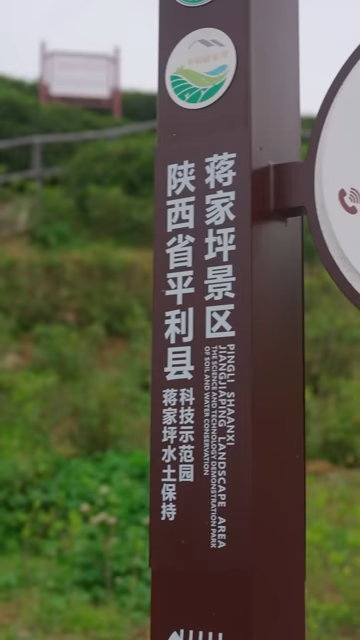 陕西省平利县
蒋家坪景区
蒋家坪水土保持
科技示范园
PINGLI SHAANXI
JIANGJIAPING LANDSCAPE AREA
THE SCIENCE AND TECHNOLOGY DEMONSTRATION PARK
OF SOIL AND WATER CONSERVATION